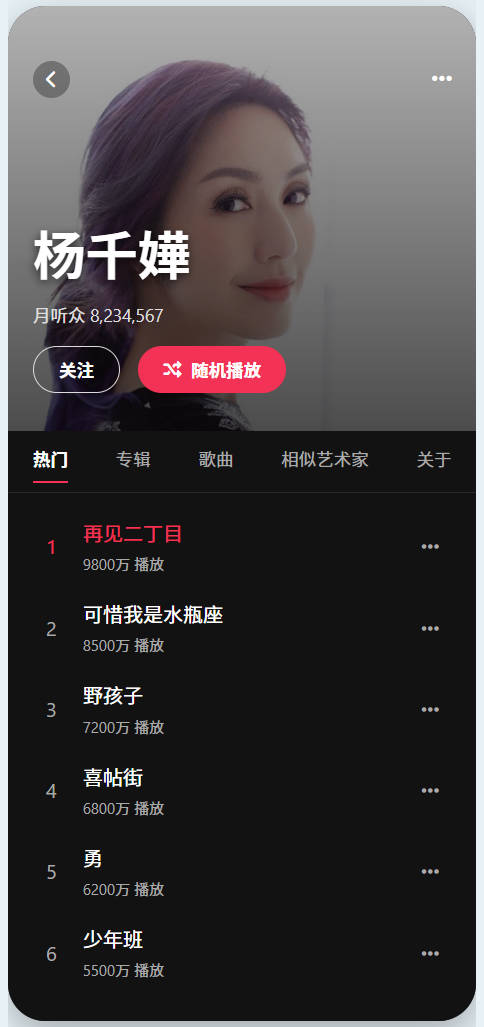 杨千嬅
月听众 8,234,567
关注 随机播放
热门 专辑 歌曲 相似艺术家 关于
1 再见二丁目
9800万 播放
2 可惜我是水瓶座
8500万 播放
3 野孩子
7200万 播放
4 喜帖街
6800万 播放
5 勇
6200万 播放
6 少年班
5500万 播放